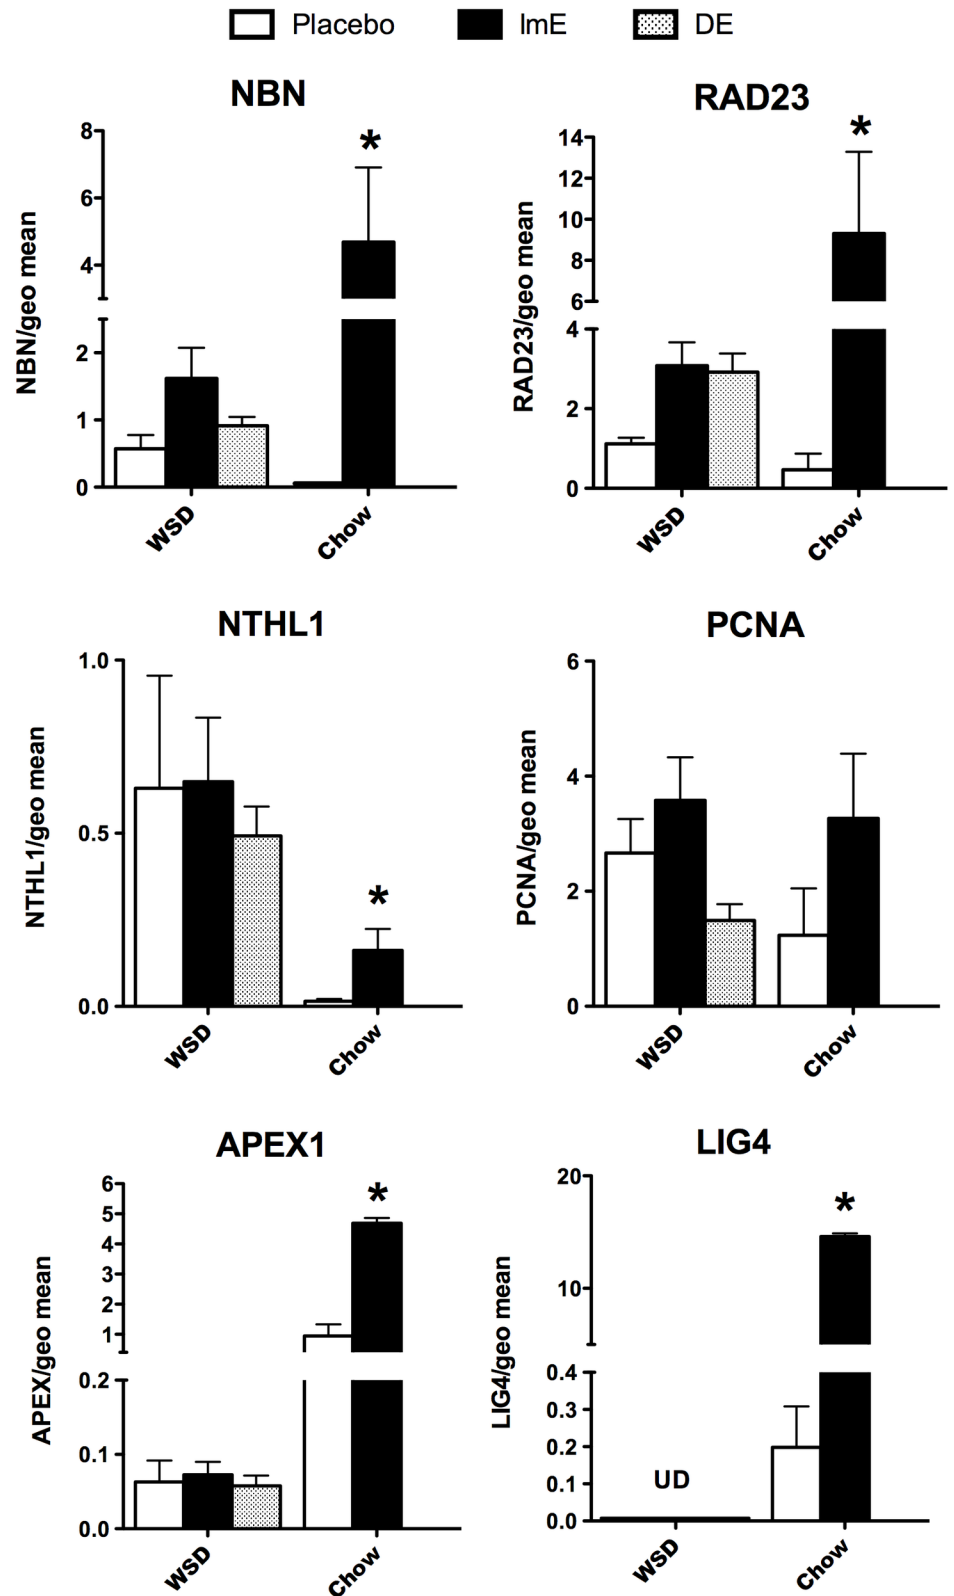 Placebo ImE DE
NBN
NBN/geo mean
8
6
4
2
1
0
*
WSD
Chow
RAD23
RAD23/geo mean
14
12
10
8
6
4
2
0
*
WSD
Chow
NTHL1
NTHL1/geo mean
1.0
0.5
0.0
*
WSD
Chow
PCNA
PCNA/geo mean
6
4
2
0
WSD
Chow
APEX1
APEX/geo mean
6
5
4
3
2
1
0.2
0.1
0.0
*
WSD
Chow
LIG4
LIG4/geo mean
20
10
0.4
0.3
0.2
0.1
0.0
*
UD
WSD
Chow